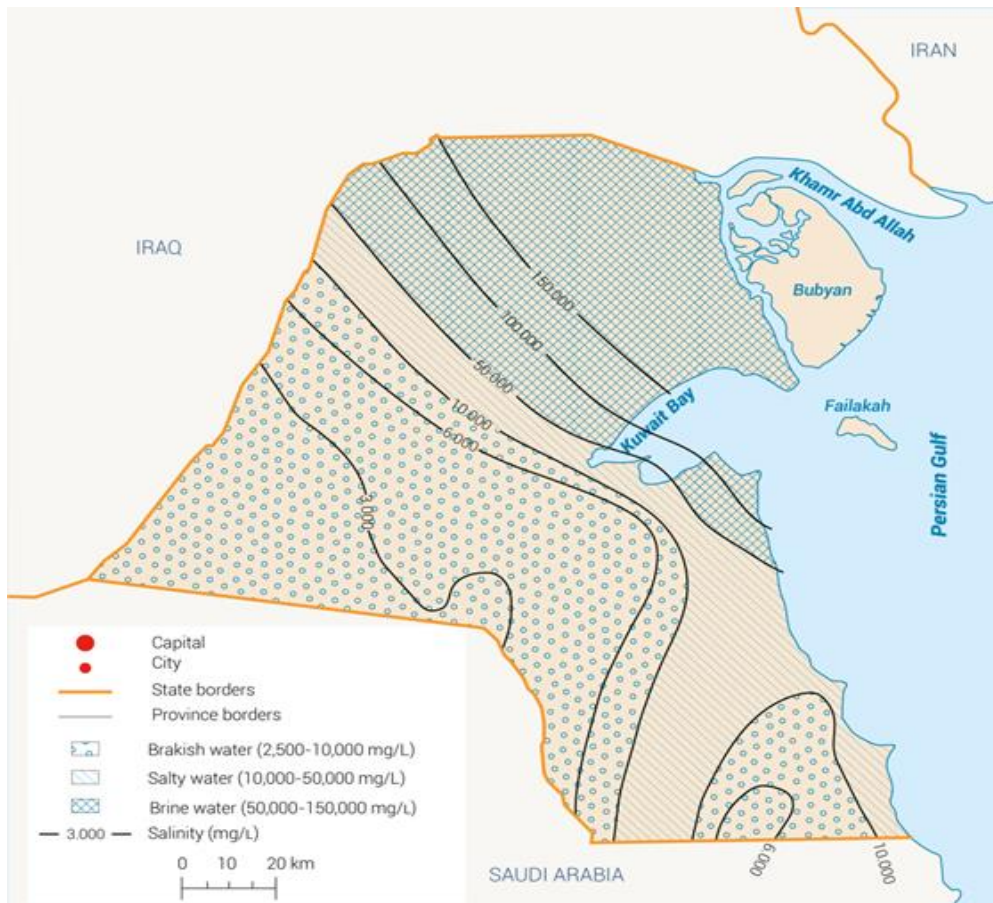 IRAN
Khamr Abd Allah
IRAQ
Bubyan
150.000
100.000
50.000
10.000
6.000
3.000
Kuwait Bay
Failakah
Persian Gulf
Capital
City
State borders
Province borders
Brakish water (2,500-10,000 mg/L)
Salty water (10,000-50,000 mg/L)
Brine water (50,000-150,000 mg/L)
3.000 Salinity (mg/L)
0 10 20 km
SAUDI ARABIA
6.000
10.000